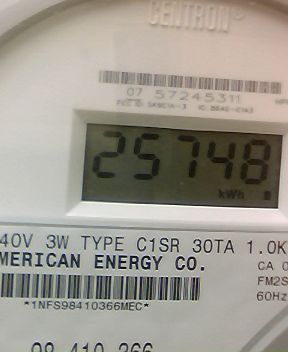 CENTRON®
07 57245311
25748
kWh
40V 3W TYPE C1SR 30TA 1.0K
MERICAN ENERGY CO.
CA 0
FM2S
60Hz
*1NFS98410366MEC*
98 410 366